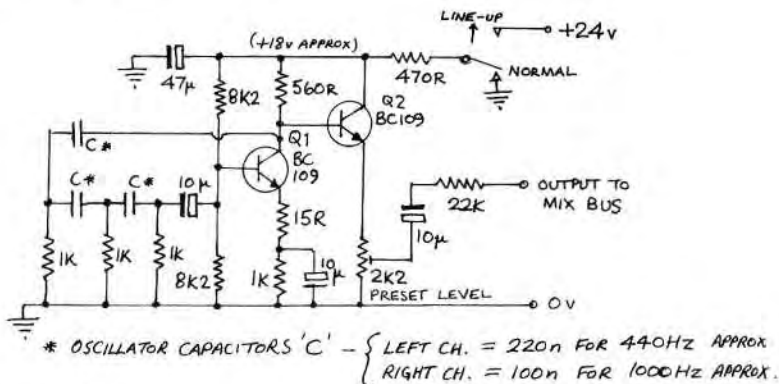 LINE-UP
+24v
(+18v APPROX)
NORMAL
470R
47µ
8K2
560R
Q2
BC109
C*
Q1
BC
109
C*
C*
10µ
OUTPUT TO
MIX BUS
22K
10µ
15R
1K
1K
1K
8K2
1K
10µ
2K2
PRESET LEVEL
0v
* OSCILLATOR CAPACITORS 'C' – { LEFT CH. = 220n FOR 440HZ APPROX
RIGHT CH. = 100n FOR 1000HZ APPROX.